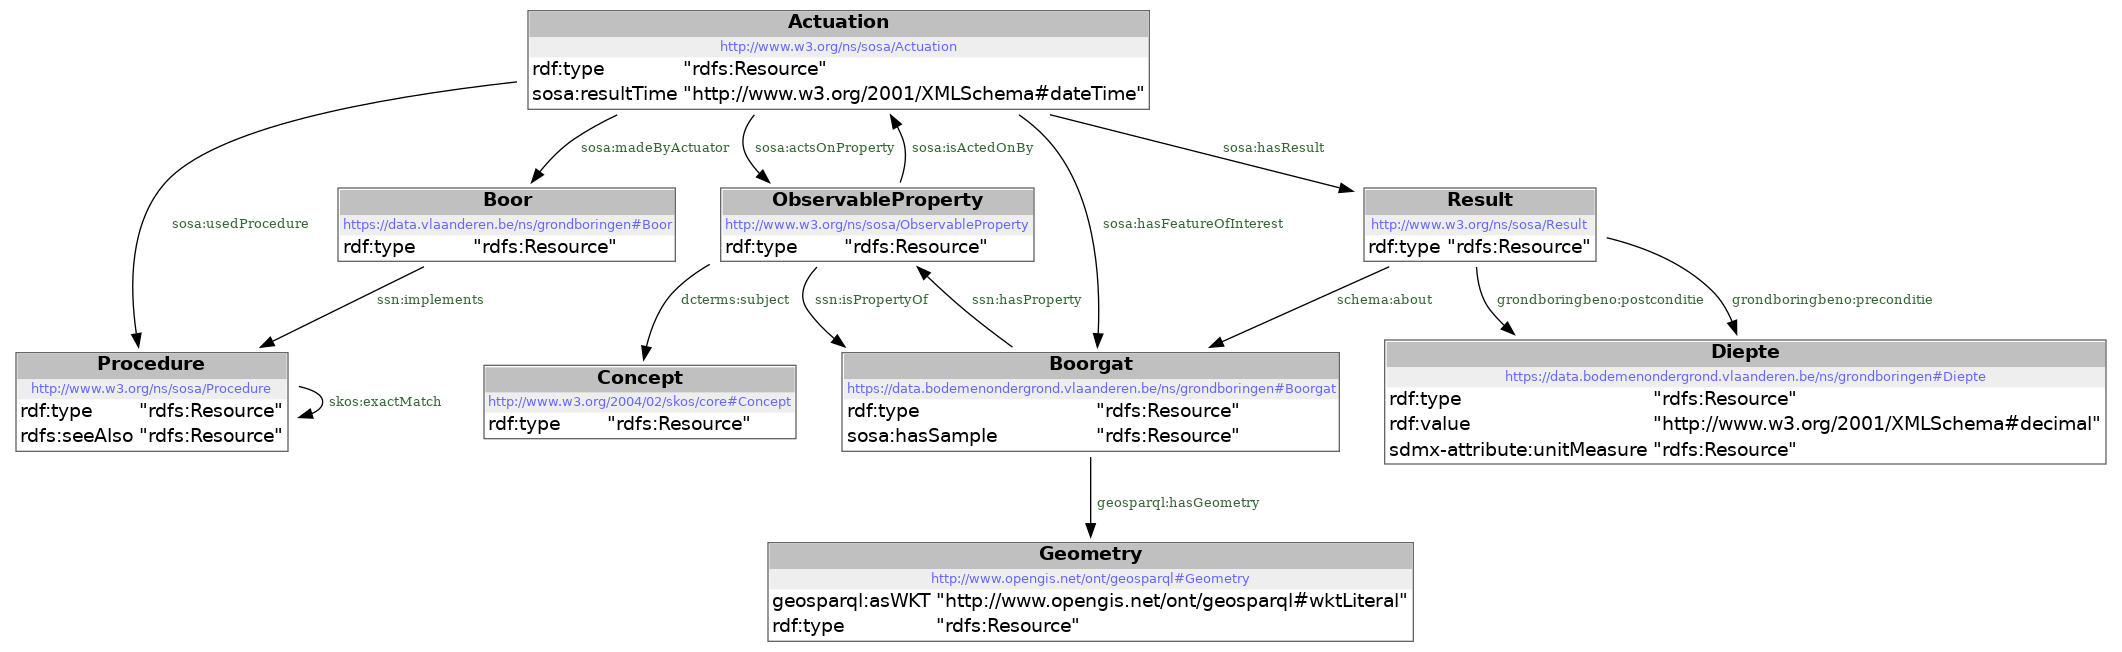 Actuation
http://www.w3.org/ns/sosa/Actuation
rdf:type "rdfs:Resource"
sosa:resultTime "http://www.w3.org/2001/XMLSchema#dateTime"
sosa:madeByActuator
sosa:actsOnProperty
sosa:isActedOnBy
sosa:hasResult
sosa:usedProcedure
sosa:hasFeatureOfInterest
Boor
https://data.vlaanderen.be/ns/grondboringen#Boor
rdf:type "rdfs:Resource"
ObservableProperty
http://www.w3.org/ns/sosa/ObservableProperty
rdf:type "rdfs:Resource"
Result
http://www.w3.org/ns/sosa/Result
rdf:type "rdfs:Resource"
ssn:implements
dcterms:subject
ssn:isPropertyOf
ssn:hasProperty
schema:about
grondboringbeno:postconditie
grondboringbeno:preconditie
Procedure
http://www.w3.org/ns/sosa/Procedure
rdf:type "rdfs:Resource"
rdfs:seeAlso "rdfs:Resource"
skos:exactMatch
Concept
http://www.w3.org/2004/02/skos/core#Concept
rdf:type "rdfs:Resource"
Boorgat
https://data.bodemenondergrond.vlaanderen.be/ns/grondboringen#Boorgat
rdf:type "rdfs:Resource"
sosa:hasSample "rdfs:Resource"
Diepte
https://data.bodemenondergrond.vlaanderen.be/ns/grondboringen#Diepte
rdf:type "rdfs:Resource"
rdf:value "http://www.w3.org/2001/XMLSchema#decimal"
sdmx-attribute:unitMeasure "rdfs:Resource"
geosparql:hasGeometry
Geometry
http://www.opengis.net/ont/geosparql#Geometry
geosparql:asWKT "http://www.opengis.net/ont/geosparql#wktLiteral"
rdf:type "rdfs:Resource"